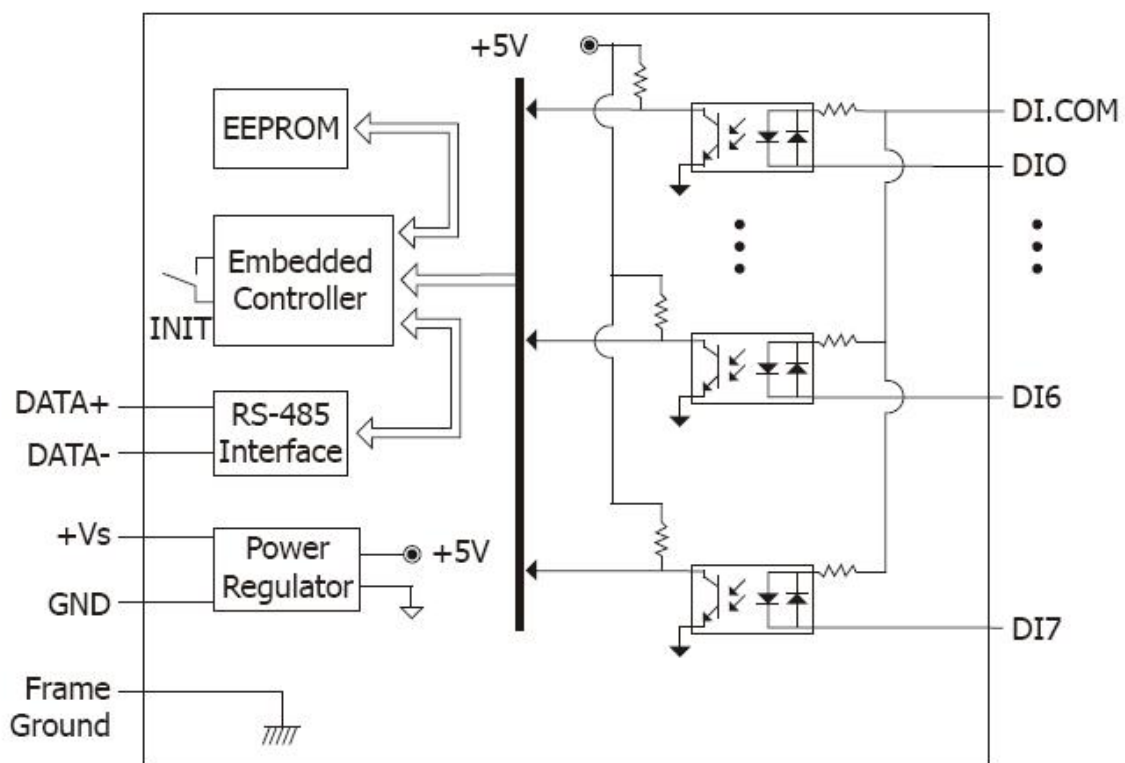 +5V
EEPROM
DI.COM
DIO
Embedded
Controller
INIT
DATA+
RS-485
DI6
DATA-
Interface
+Vs
Power
+5V
Regulator
GND
DI7
Frame
Ground